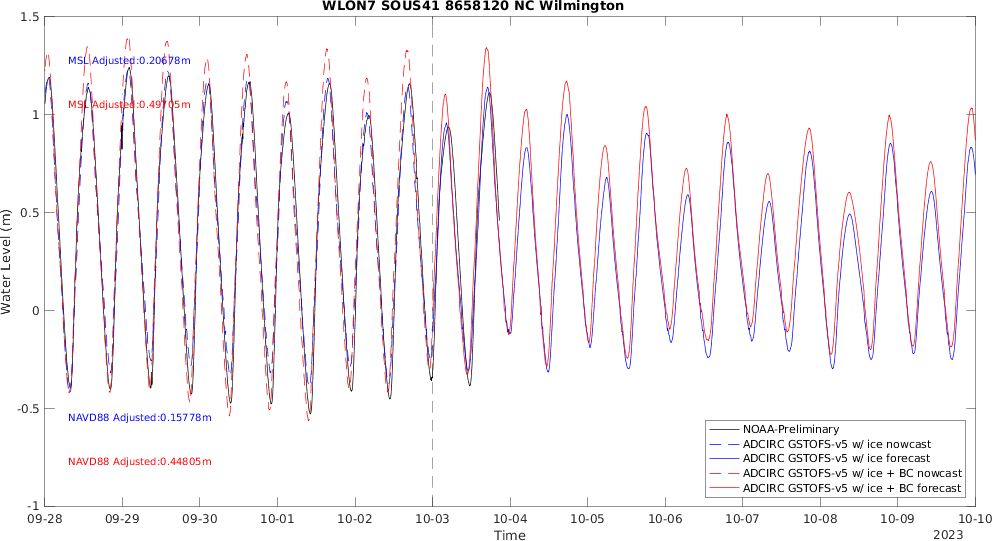 WLON7 SOUS41 8658120 NC Wilmington
1.5
1
0.5
0
-0.5
-1
Water Level (m)
MSL Adjusted:0.20678m
MSL Adjusted:0.49705m
NAVD88 Adjusted:0.15778m
NAVD88 Adjusted:0.44805m
NOAA-Preliminary
ADCIRC GSTOFS-v5 w/ ice nowcast
ADCIRC GSTOFS-v5 w/ ice forecast
ADCIRC GSTOFS-v5 w/ ice + BC nowcast
ADCIRC GSTOFS-v5 w/ ice + BC forecast
09-28 09-29 09-30 10-01 10-02 10-03 10-04 10-05 10-06 10-07 10-08 10-09 10-10
Time
2023